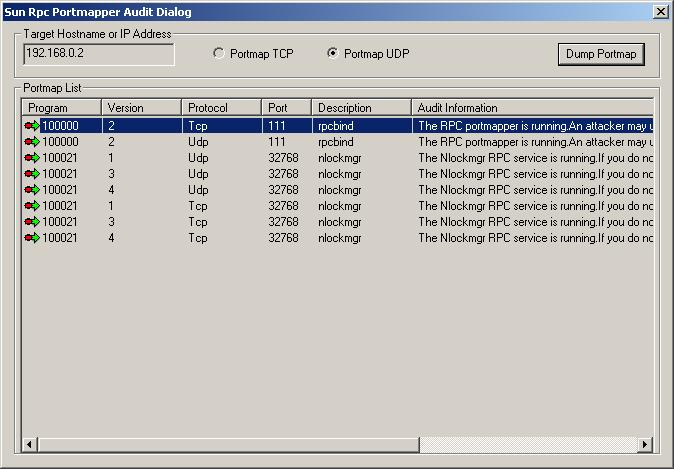 Sun Rpc Portmapper Audit Dialog
Target Hostname or IP Address
192.168.0.2 Portmap TCP Portmap UDP Dump Portmap
Portmap List
Program Version Protocol Port Description Audit Information
100000 2 Tcp 111 rpcbind The RPC portmapper is running.An attacker may u
100000 2 Udp 111 rpcbind The RPC portmapper is running.An attacker may u
100021 1 Udp 32768 nlockmgr The Nlockmgr RPC service is running.If you do no
100021 3 Udp 32768 nlockmgr The Nlockmgr RPC service is running.If you do no
100021 4 Udp 32768 nlockmgr The Nlockmgr RPC service is running.If you do no
100021 1 Tcp 32768 nlockmgr The Nlockmgr RPC service is running.If you do no
100021 3 Tcp 32768 nlockmgr The Nlockmgr RPC service is running.If you do no
100021 4 Tcp 32768 nlockmgr The Nlockmgr RPC service is running.If you do no